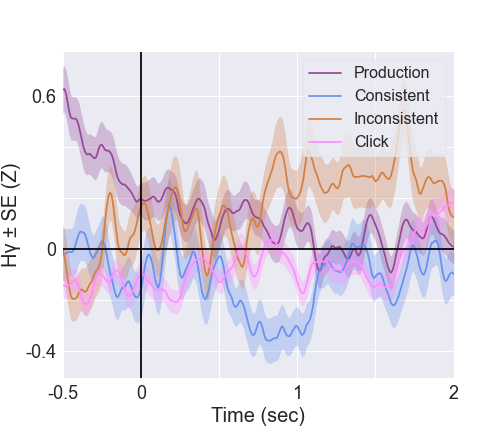 Production
Consistent
Inconsistent
Click
0.6
0
-0.4
Hγ ± SE (Z)
-0.5
0
1
2
Time (sec)